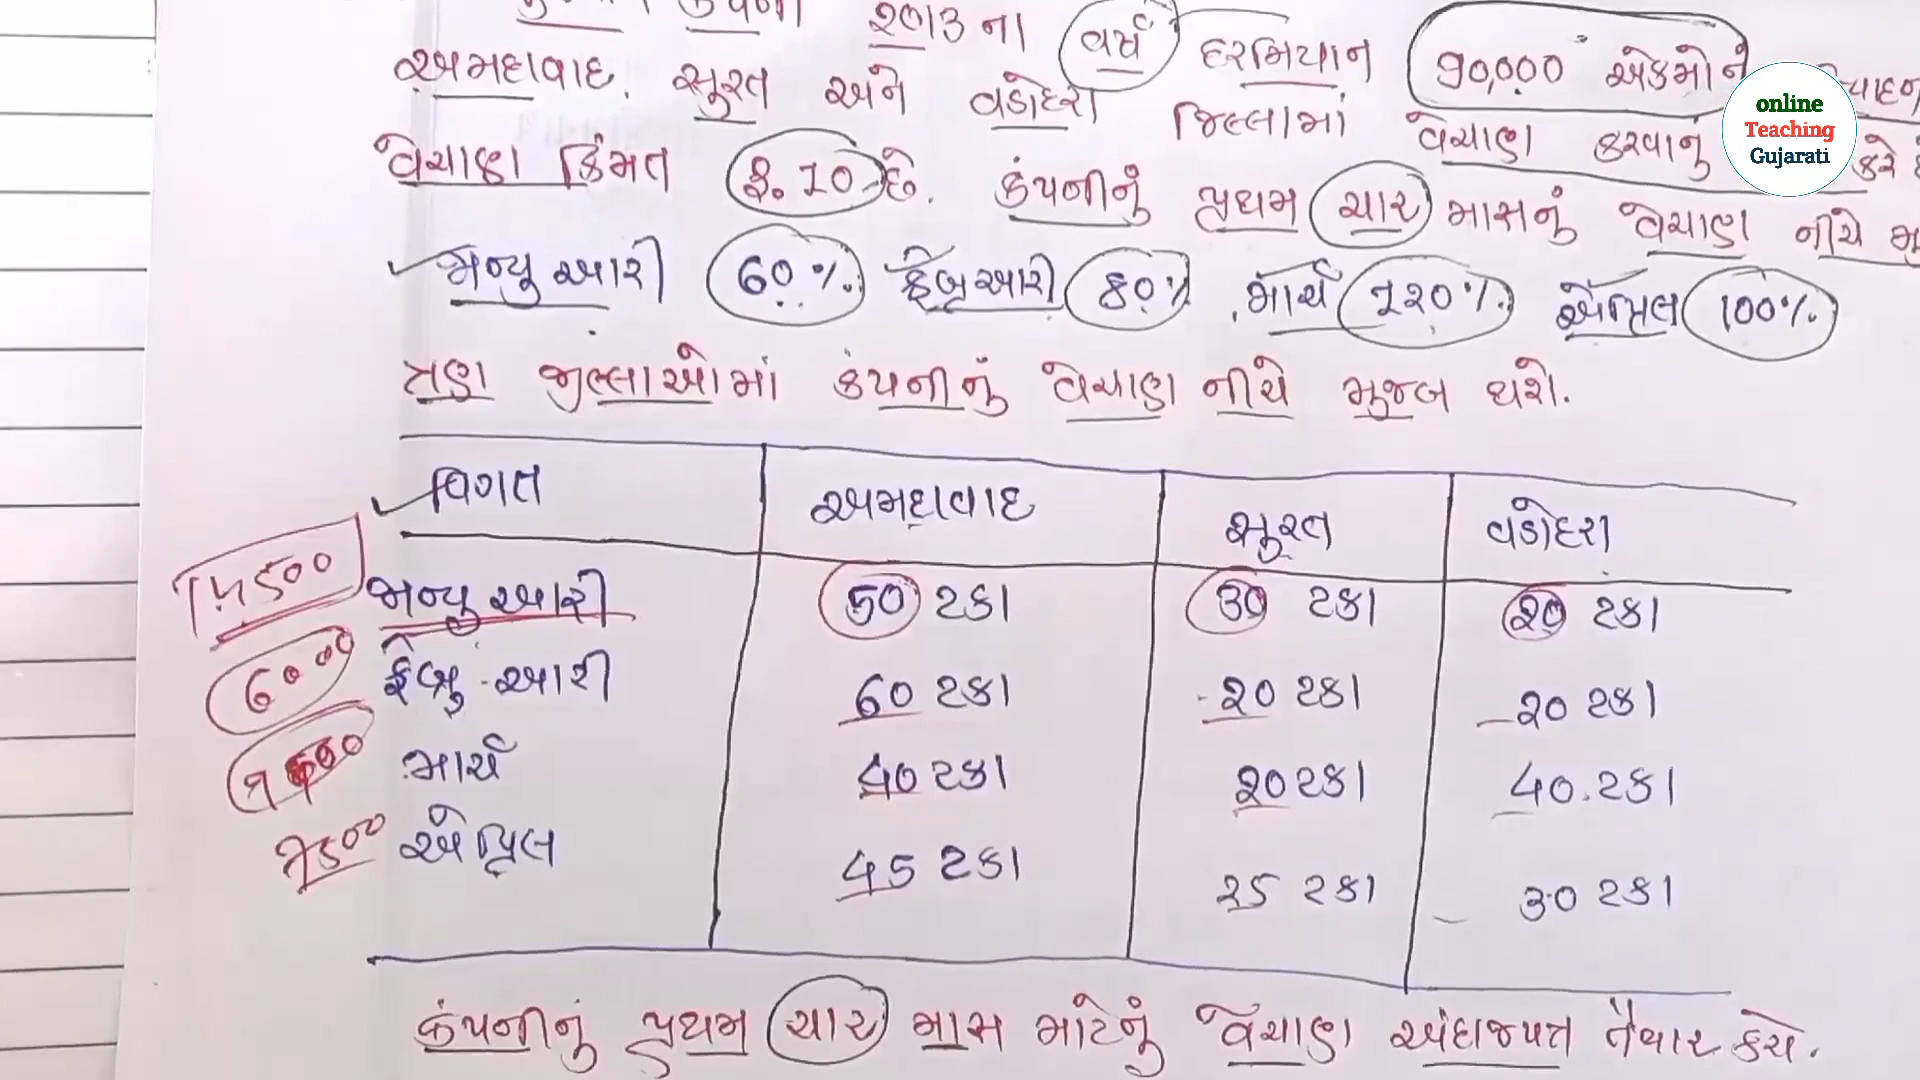 કંપની ૨૦૧૩ ના વર્ષ દરમિયાન ૧૦,૦૦૦ એકમોને
અમદાવાદ, સુરત અને વડોદરા જિલ્લામાં વેચાણ કરવાનું કરે
વેચાણ કિંમત રૂ. 10 છે. કંપનીનું પ્રથમ ચાર માસનું વેચાણ નીચે મુ
જાન્યુઆરી 60% ફેબ્રુઆરી 80% માર્ચ 120% એપ્રિલ 100%
ત્રણ જીલ્લાઓમાં કંપનીનું વેચાણ નીચે મુજબ થશે.
વિગત અમદાવાદ સુરત વડોદરા
જાન્યુઆરી 50 ટકા 30 ટકા 20 ટકા
6000 ફેબ્રુઆરી 60 ટકા 20 ટકા 20 ટકા
માર્ચ 40 ટકા 20 ટકા 40 ટકા
એપ્રિલ 45 ટકા 25 ટકા 30 ટકા
કંપનીનું પ્રથમ ચાર માસ માટેનું વેચાણ અંદાજપત્ર તૈયાર કરો.
online
Teaching
Gujarati